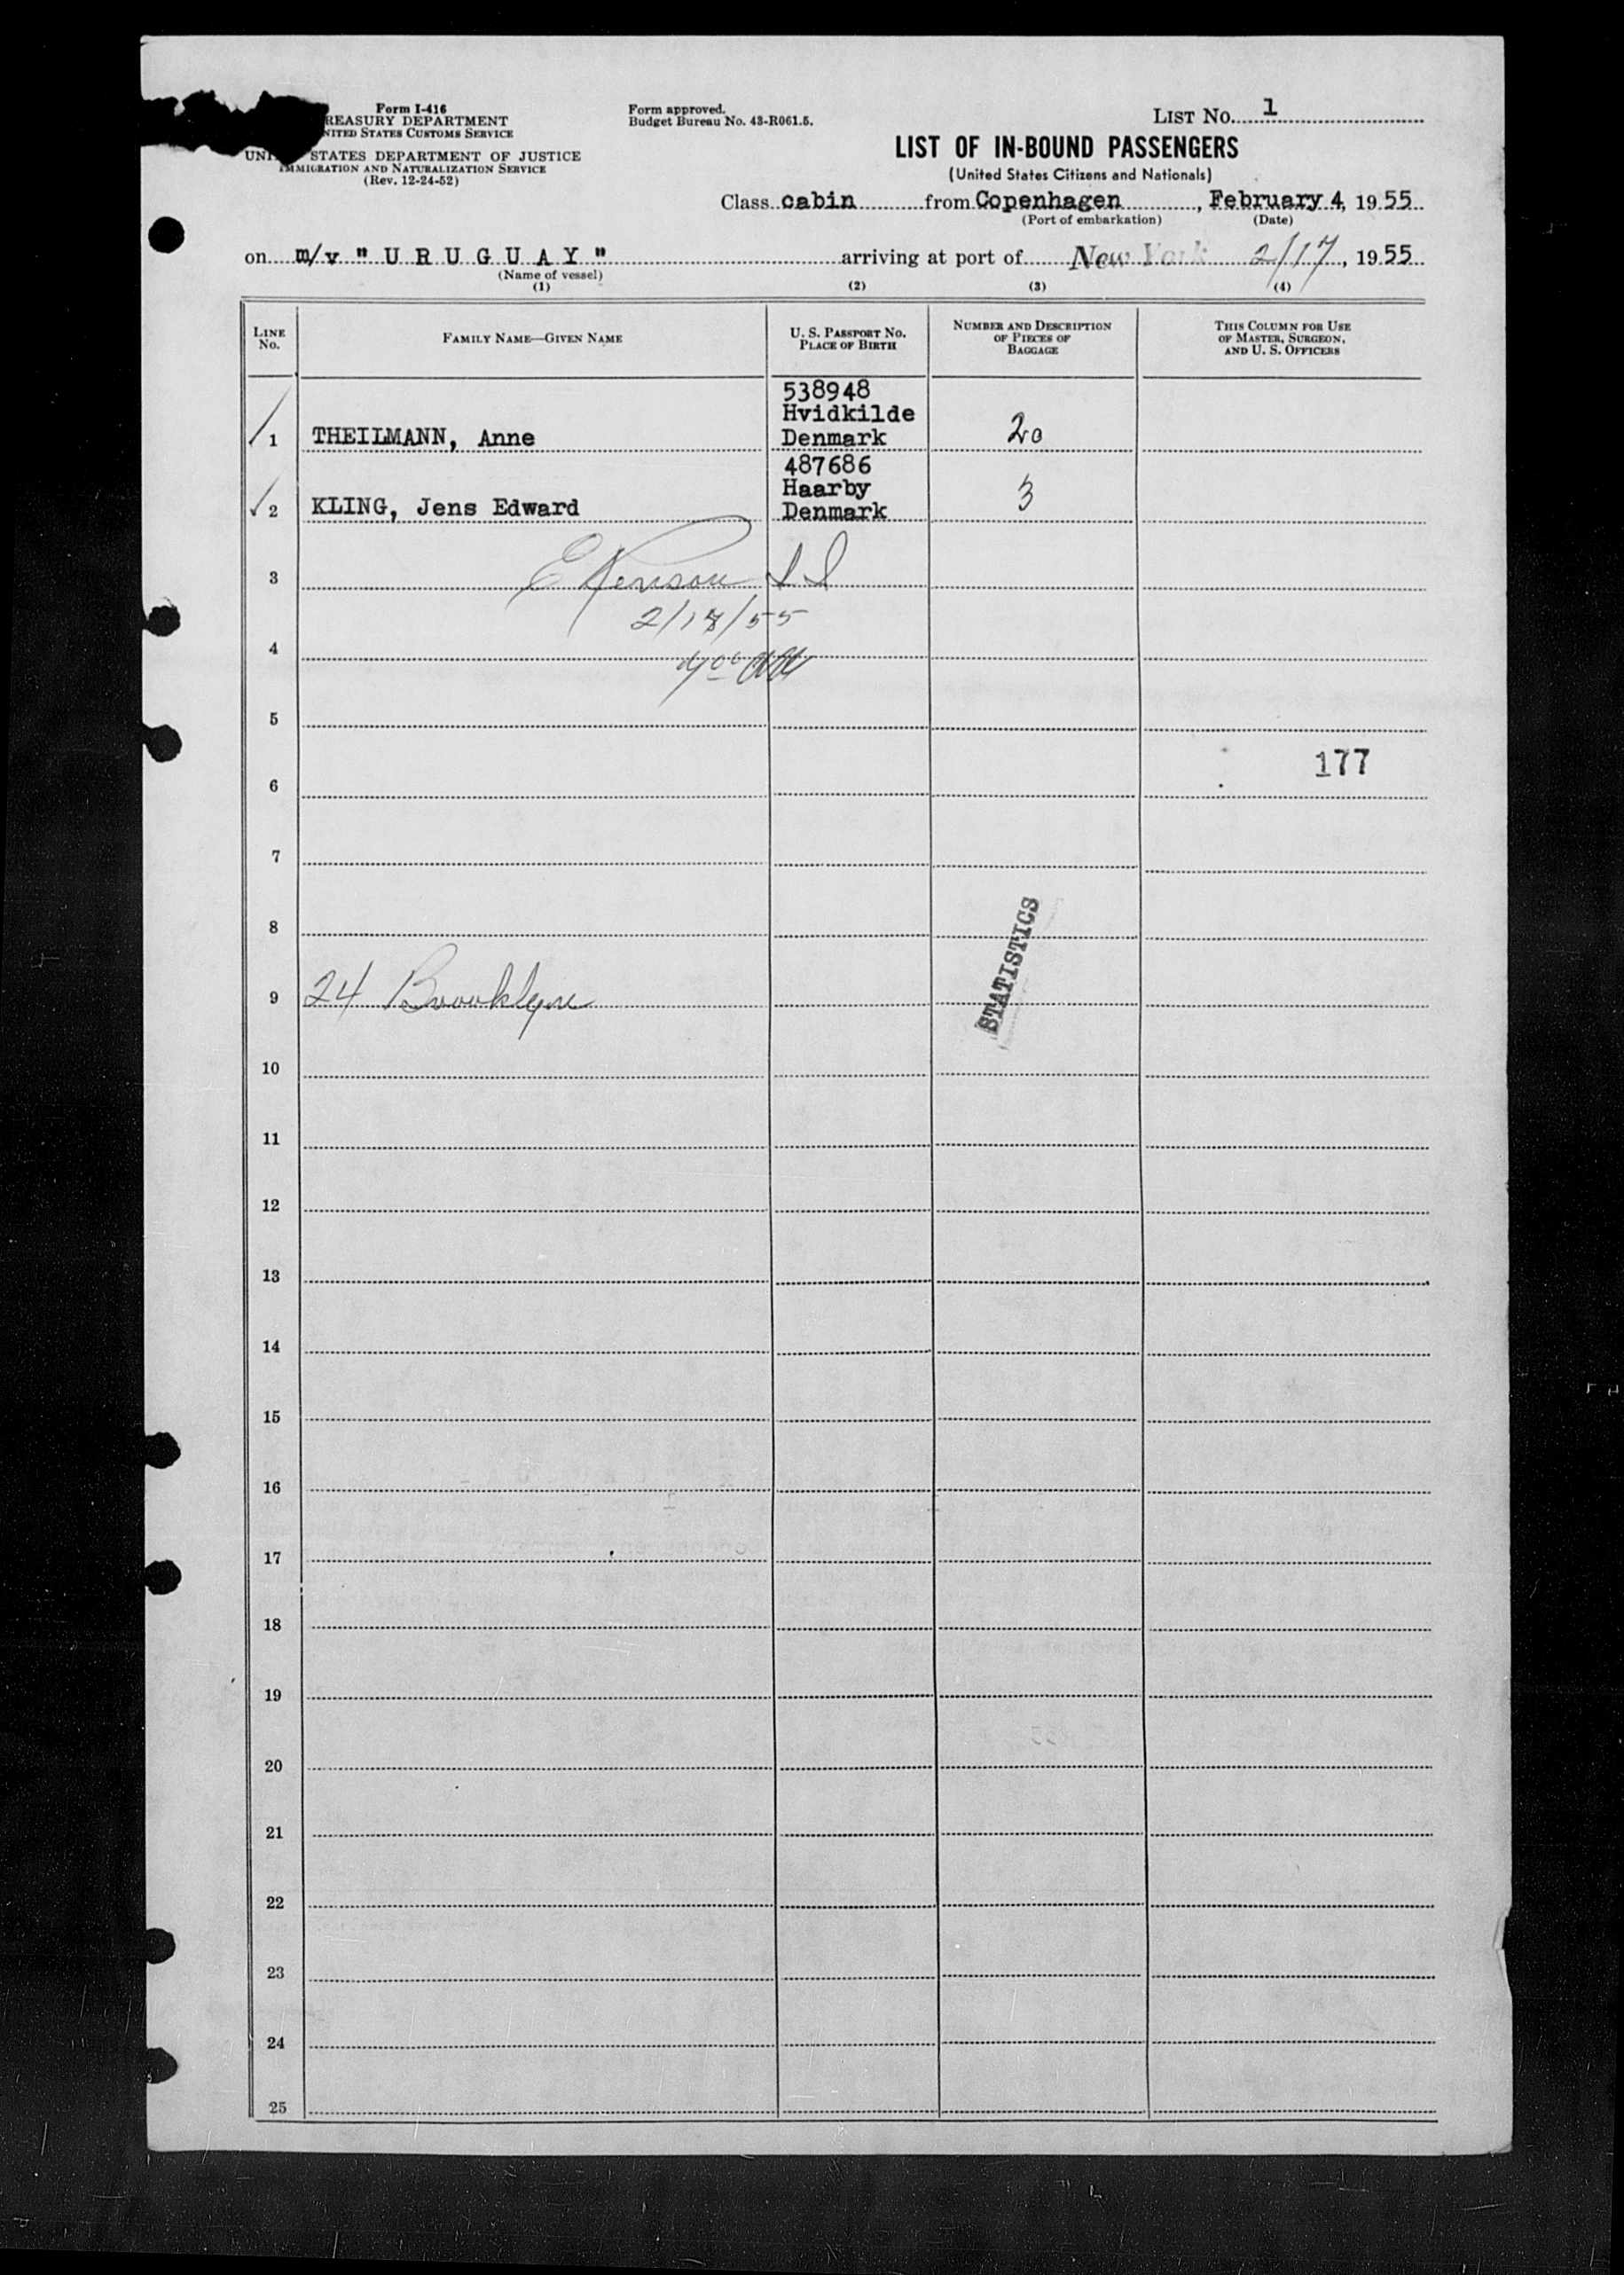 Form I-416
REASURY DEPARTMENT
NITED STATES CUSTOMS SERVICE
UNI STATES DEPARTMENT OF JUSTICE
IMMIGRATION AND NATURALIZATION SERVICE
(Rev. 12-24-52)
Form approved.
Budget Bureau No. 43-R061.5.
LIST No. 1
LIST OF IN-BOUND PASSENGERS
(United States Citizens and Nationals)
Class cabin from Copenhagen, February 4, 1955
(Port of embarkation) (Date)
on m/v " U R U G U A Y " arriving at port of New York 2/17, 1955
(Name of vessel)
(1) (2) (3) (4)
LINE No. FAMILY NAME—GIVEN NAME U. S. PASSPORT No. PLACE OF BIRTH NUMBER AND DESCRIPTION OF PIECES OF BAGGAGE THIS COLUMN FOR USE OF MASTER, SURGEON, AND U. S. OFFICERS
538948
Hvidkilde
1 THEILMANN, Anne Denmark 20
487686
Haarby
2 KLING, Jens Edward Denmark 3
3
2/17/55
4
5
177
6
7
8
STATISTICS
9 24 Brooklyn
10
11
12
13
14
15
16
17
18
19
20
21
22
23
24
25